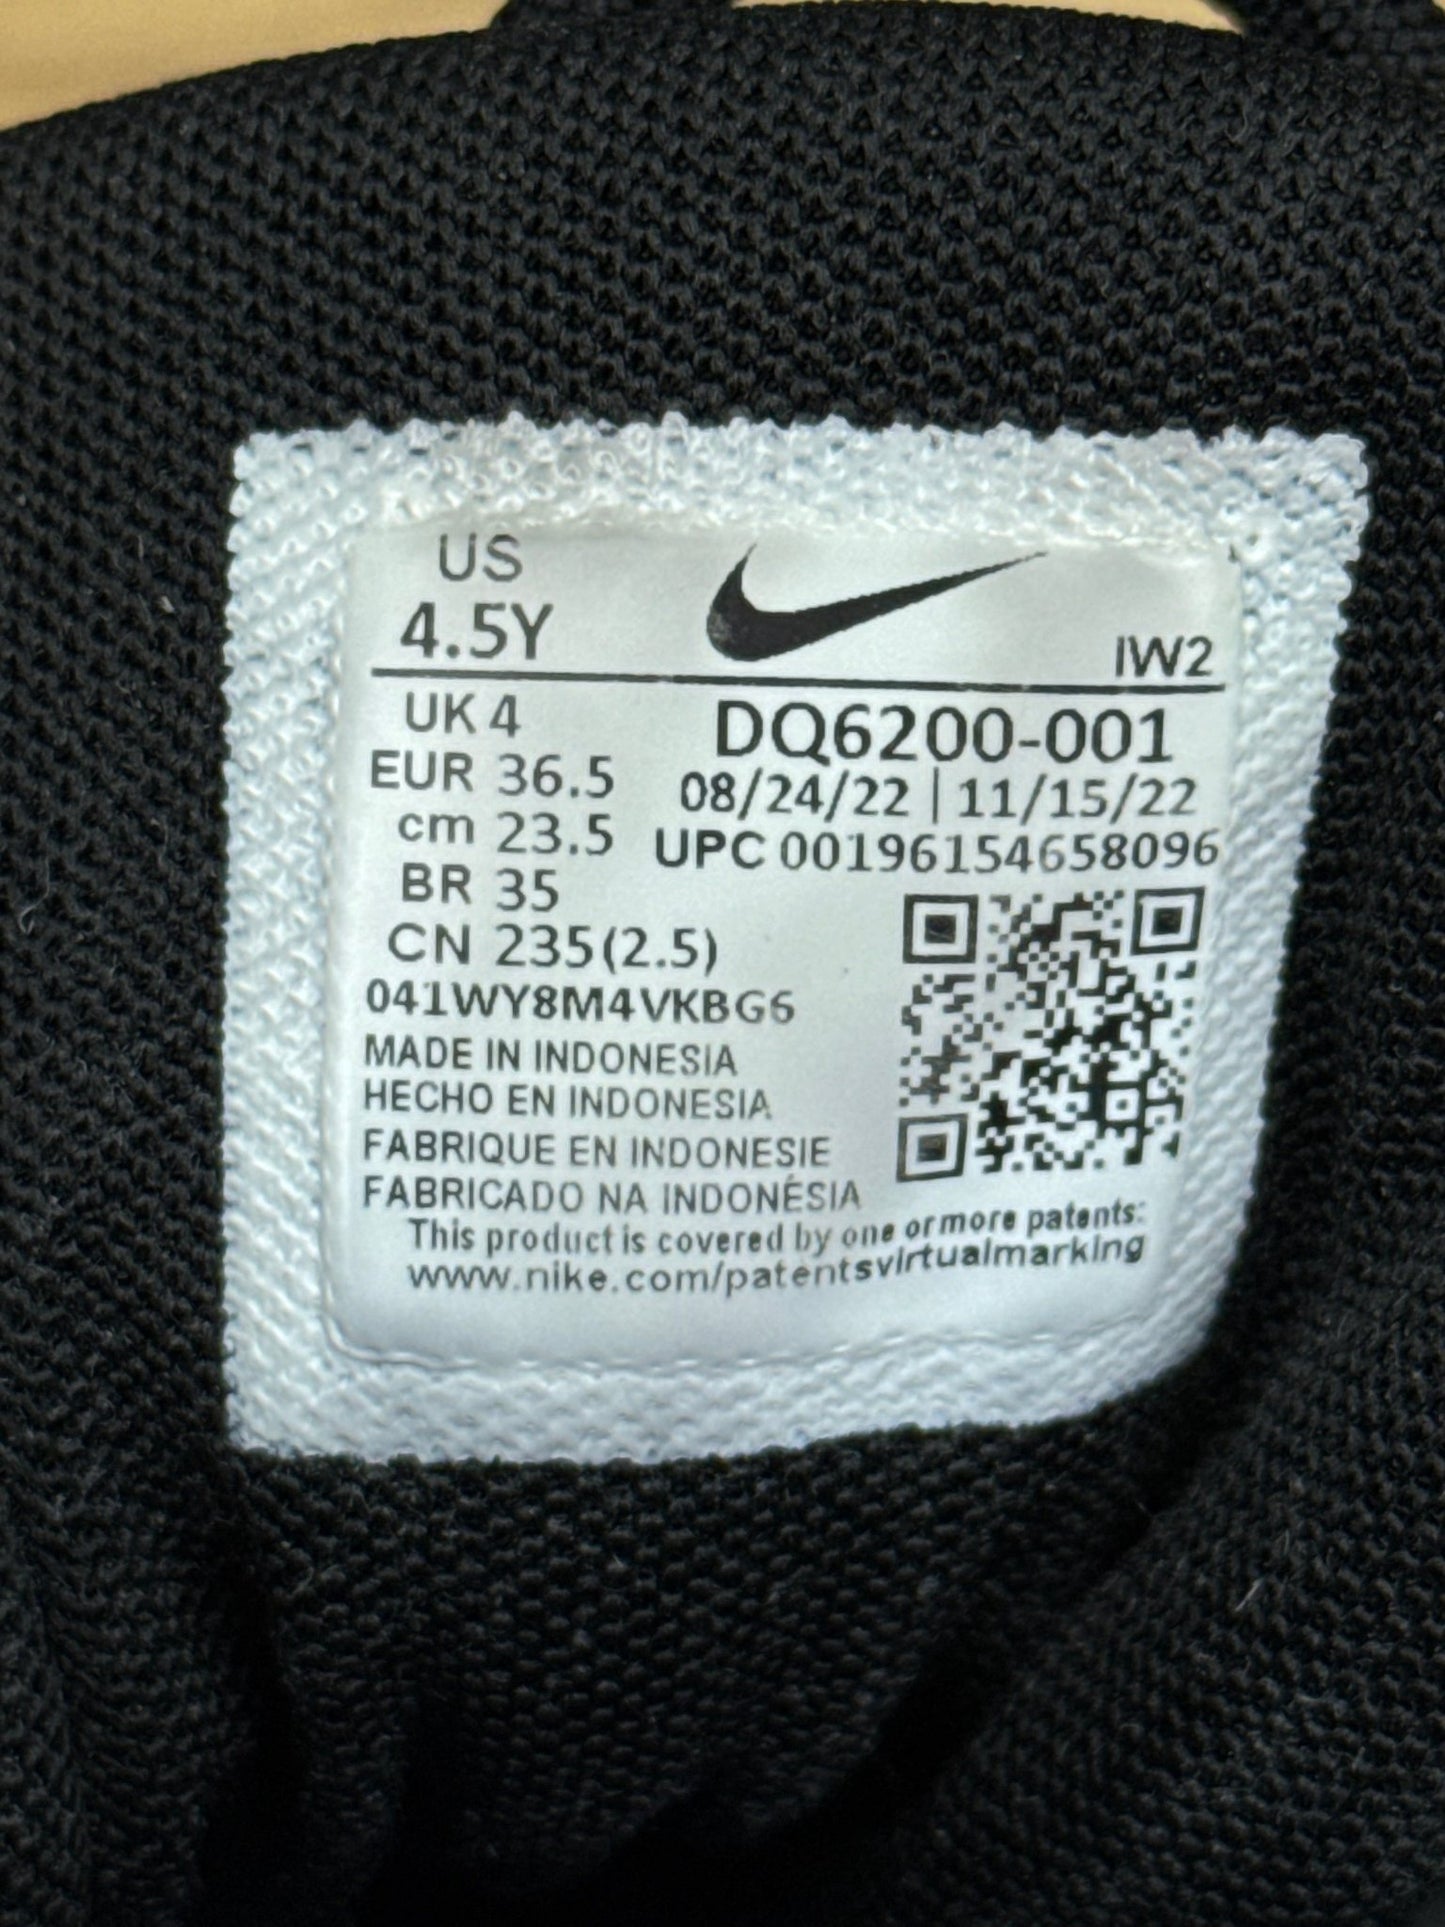 US
4.5Y
IW2
UK 4
EUR 36.5
cm 23.5
BR 35
CN 235(2.5)
DQ6200-001
08/24/22 | 11/15/22
UPC 00196154658096
041WY8M4VKBG6
MADE IN INDONESIA
HECHO EN INDONESIA
FABRIQUE EN INDONESIE
FABRICADO NA INDONÉSIA
This product is covered by one or more patents:
www.nike.com/patentsvirtualmarking